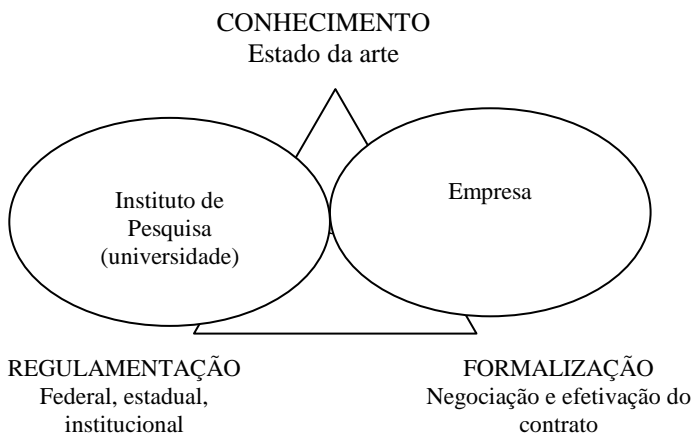 CONHECIMENTO
Estado da arte
Instituto de
Pesquisa
(universidade)
Empresa
REGULAMENTAÇÃO
Federal, estadual,
institucional
FORMALIZAÇÃO
Negociação e efetivação do
contrato